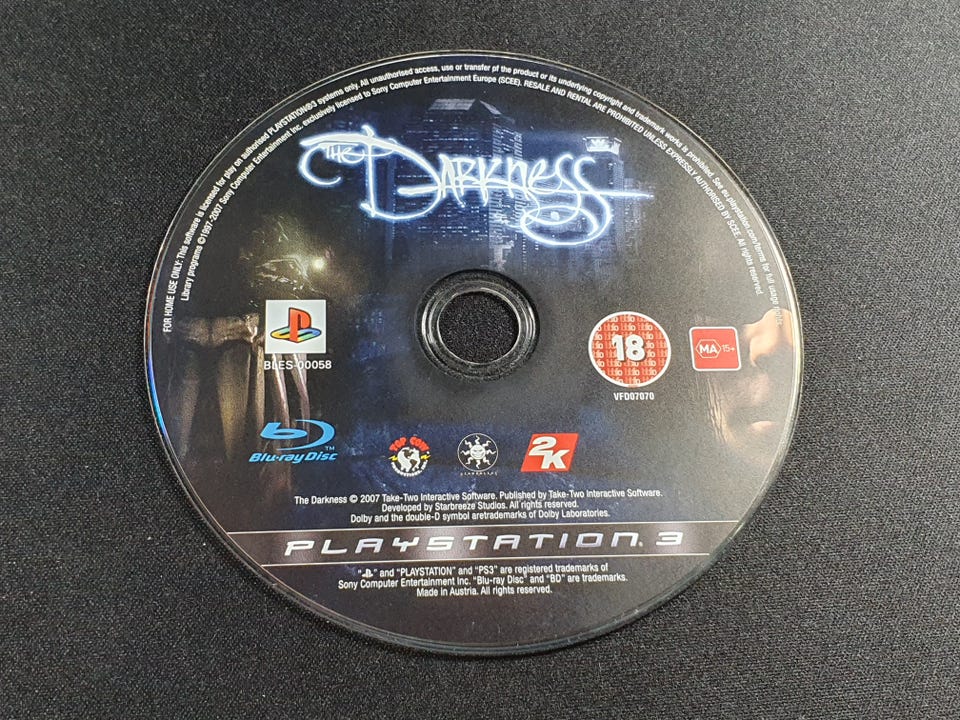 FOR HOME USE ONLY: This software is licensed for play on authorised PLAYSTATION®3 systems only. All unauthorised access, use or transfer of the product or its underlying copyright and trademark works is prohibited. See eu.playstation.com/terms for full usage
Library programs ©1997-2007 Sony Computer Entertainment Inc. exclusively licensed to Sony Computer Entertainment Europe (SCEE). RESALE AND RENTAL ARE PROHIBITED UNLESS EXPRESSLY AUTHORISED BY SCEE. All rights reserved.
THE DARKNESS
BLES-00058
18
VFD07070
MA 15+
Blu-ray Disc TM
TOP COW
2K
The Darkness © 2007 Take-Two Interactive Software. Published by Take-Two Interactive Software.
Developed by Starbreeze Studios. All rights reserved.
Dolby and the double-D symbol aretrademarks of Dolby Laboratories.
PLAYSTATION 3
" " and "PLAYSTATION" and "PS3" are registered trademarks of
Sony Computer Entertainment Inc. "Blu-ray Disc" and "BD" are trademarks.
Made in Austria. All rights reserved.